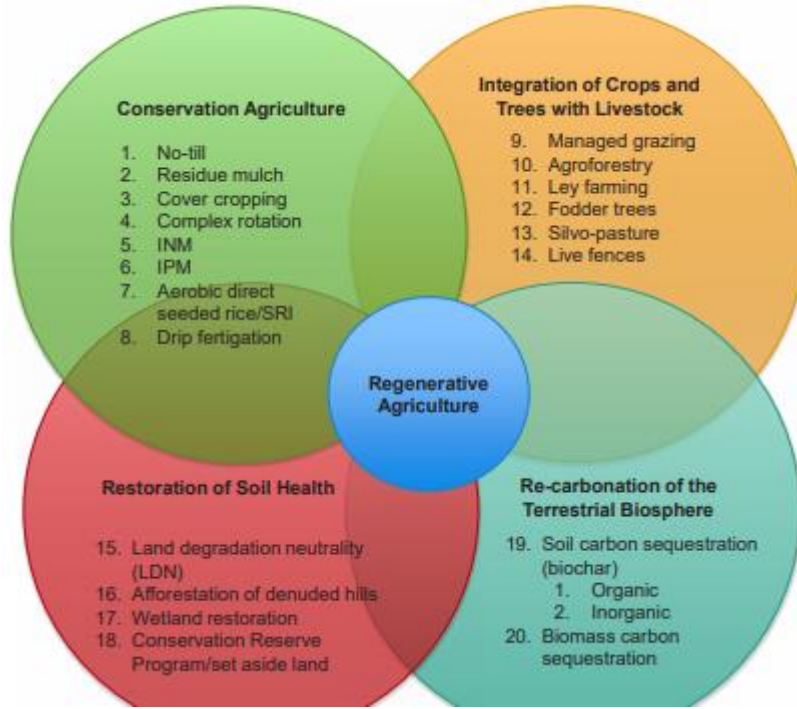 Conservation Agriculture
1. No-till
2. Residue mulch
3. Cover cropping
4. Complex rotation
5. INM
6. IPM
7. Aerobic direct
seeded rice/SRI
8. Drip fertigation
Integration of Crops and
Trees with Livestock
9. Managed grazing
10. Agroforestry
11. Ley farming
12. Fodder trees
13. Silvo-pasture
14. Live fences
Regenerative
Agriculture
Restoration of Soil Health
15. Land degradation neutrality
(LDN)
16. Afforestation of denuded hills
17. Wetland restoration
18. Conservation Reserve
Program/set aside land
Re-carbonation of the
Terrestrial Biosphere
19. Soil carbon sequestration
(biochar)
1. Organic
2. Inorganic
20. Biomass carbon
sequestration